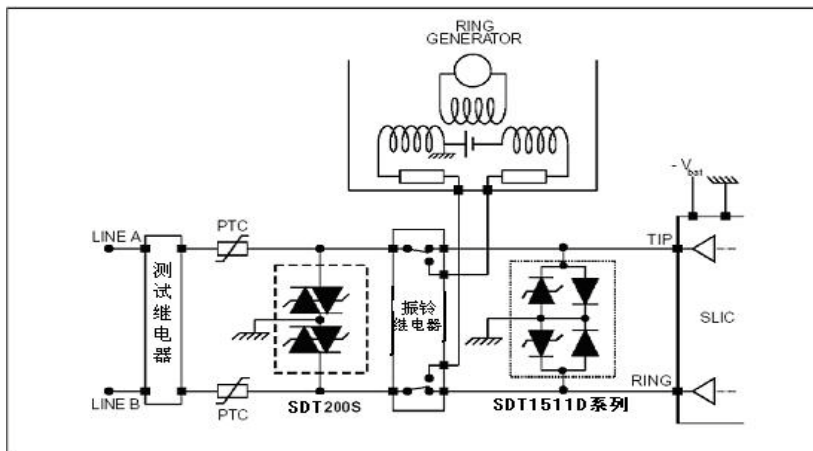 RING
GENERATOR
- Vbat
LINE A
PTC
TIP
测试继电器
振铃
继电器
SLIC
LINE B
PTC
SDT200S
RING
SDT1511D系列